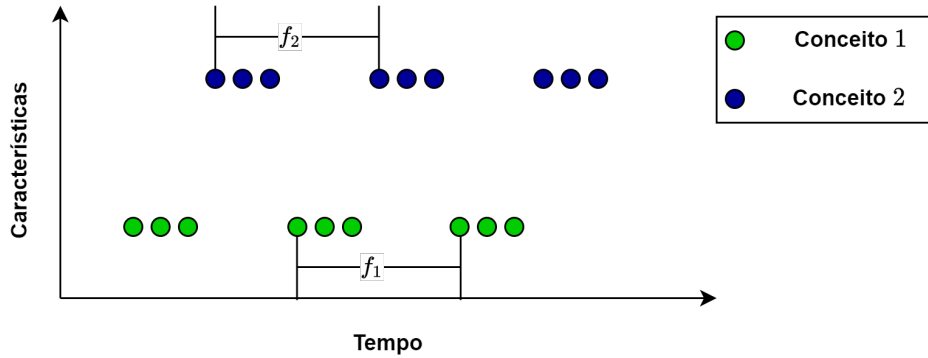 f2
Conceito 1
Conceito 2
Características
f1
Tempo